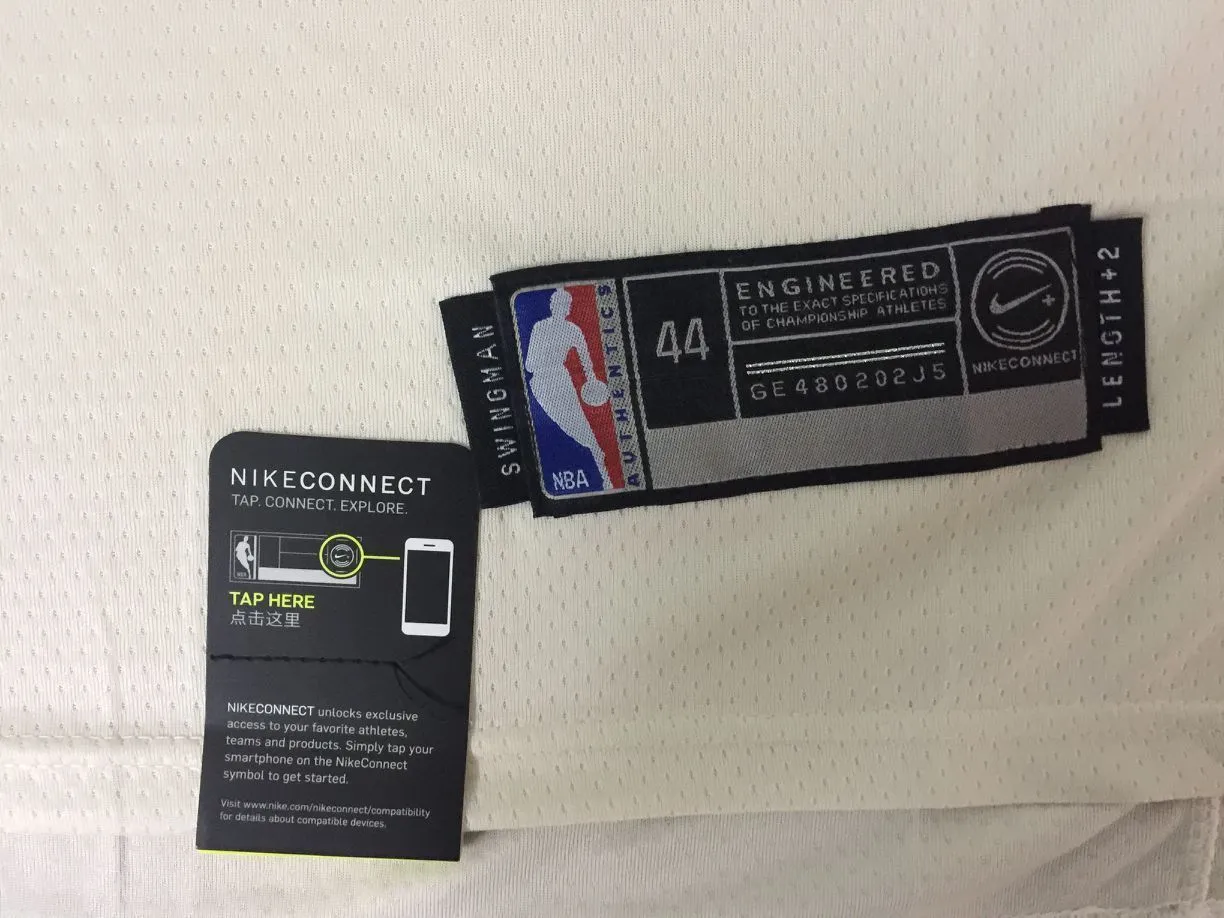 SWINGMAN
NBA
AUTHENTICS
44
ENGINEERED
TO THE EXACT SPECIFICATIONS
OF CHAMPIONSHIP ATHLETES
GE480202J5
NIKECONNECT
LENGTH+2
NIKECONNECT
TAP. CONNECT. EXPLORE.
TAP HERE
点击这里
NIKECONNECT unlocks exclusive
access to your favorite athletes,
teams and products. Simply tap your
smartphone on the NikeConnect
symbol to get started.
Visit www.nike.com/nikeconnect/compatibility
for details about compatible devices.